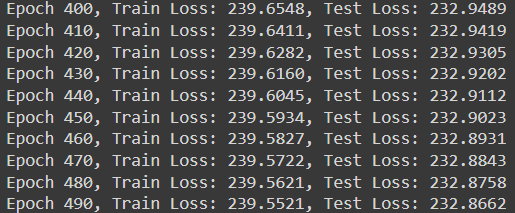 Epoch 400, Train Loss: 239.6548, Test Loss: 232.9489
Epoch 410, Train Loss: 239.6411, Test Loss: 232.9419
Epoch 420, Train Loss: 239.6282, Test Loss: 232.9305
Epoch 430, Train Loss: 239.6160, Test Loss: 232.9202
Epoch 440, Train Loss: 239.6045, Test Loss: 232.9112
Epoch 450, Train Loss: 239.5934, Test Loss: 232.9023
Epoch 460, Train Loss: 239.5827, Test Loss: 232.8931
Epoch 470, Train Loss: 239.5722, Test Loss: 232.8843
Epoch 480, Train Loss: 239.5621, Test Loss: 232.8758
Epoch 490, Train Loss: 239.5521, Test Loss: 232.8662